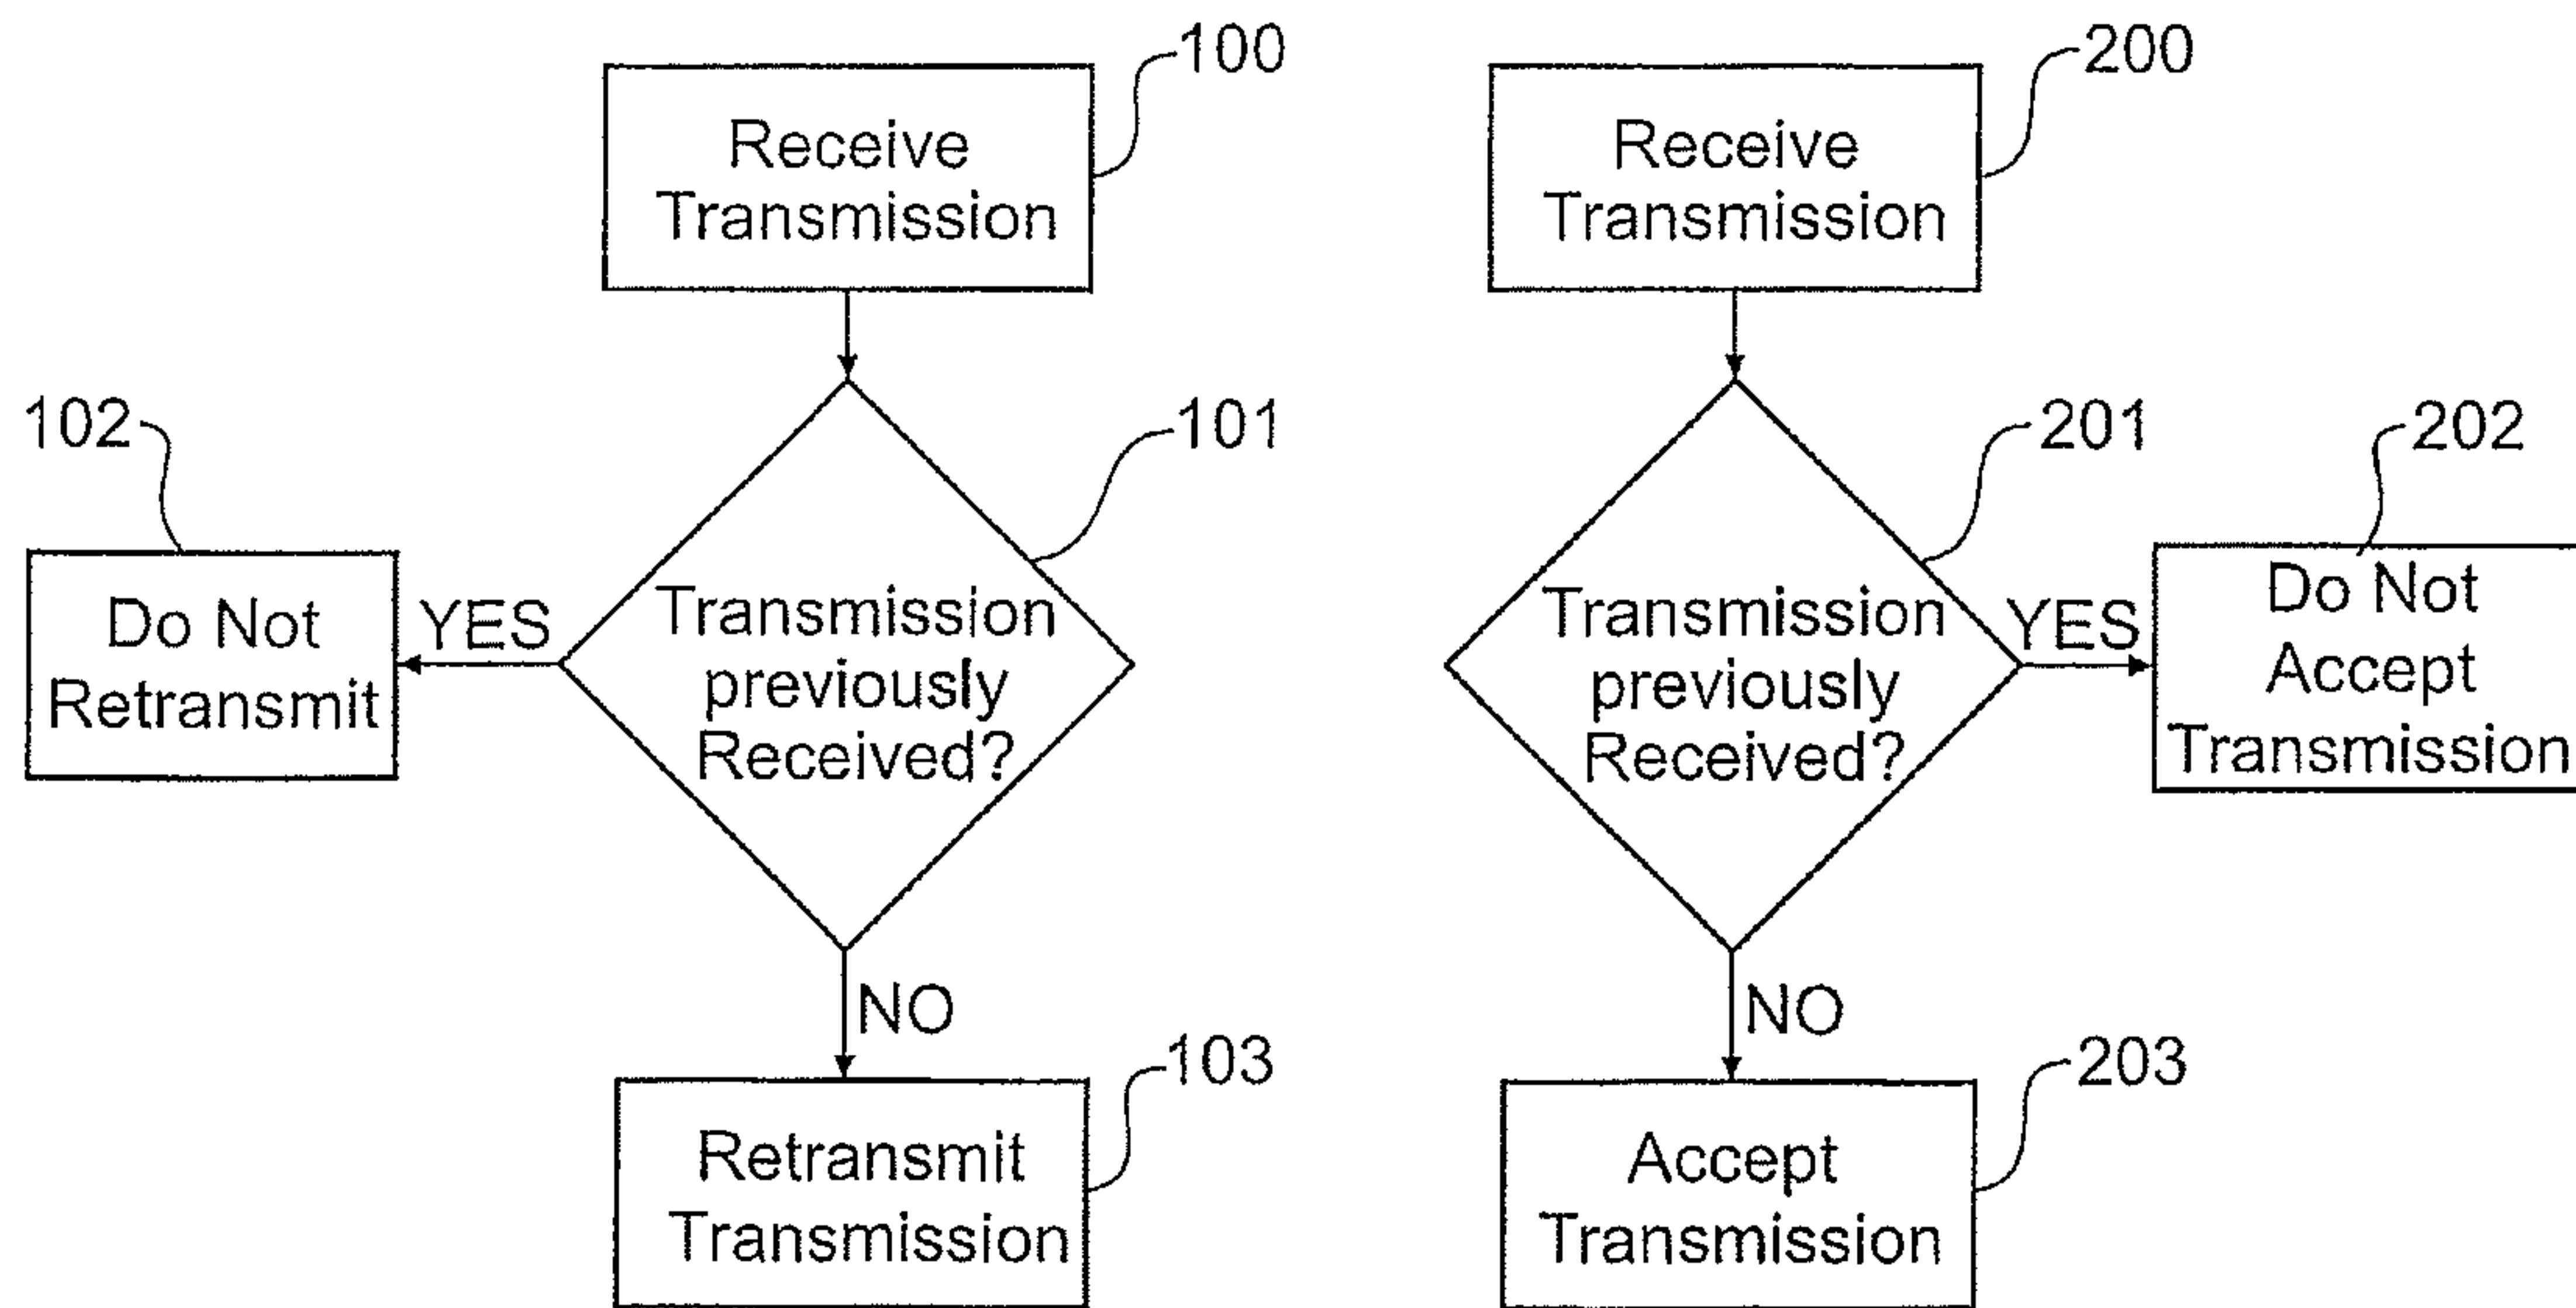 100
Receive
Transmission
102
101
Transmission
previously
Received?
YES
Do Not
Retransmit
NO
103
Retransmit
Transmission
200
Receive
Transmission
201
202
Transmission
previously
Received?
YES
Do Not
Accept
Transmission
NO
203
Accept
Transmission